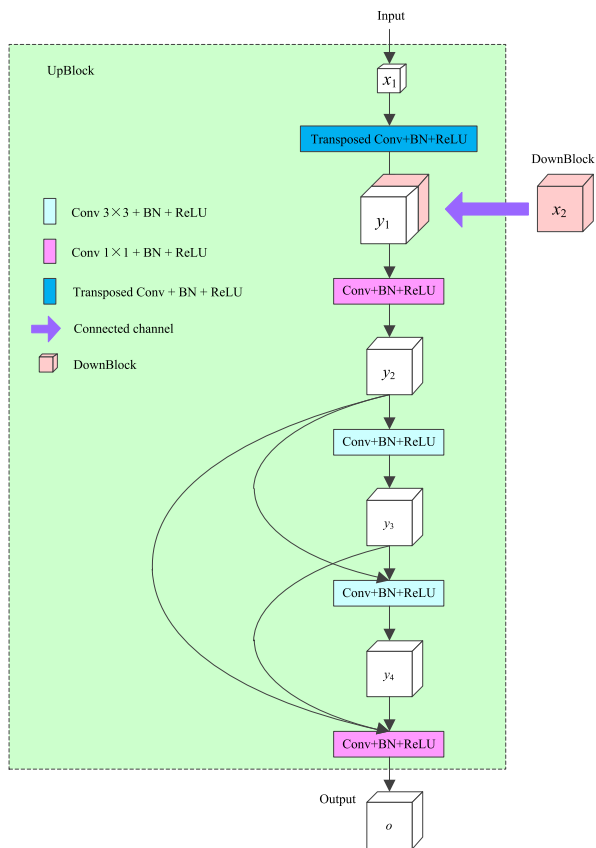 Input
UpBlock
x₁
Transposed Conv+BN+ReLU
DownBlock
y₁
x₂
Conv 3×3 + BN + ReLU
Conv 1×1 + BN + ReLU
Transposed Conv + BN + ReLU
Connected channel
DownBlock
Conv+BN+ReLU
y₂
Conv+BN+ReLU
y₃
Conv+BN+ReLU
y₄
Conv+BN+ReLU
Output
o